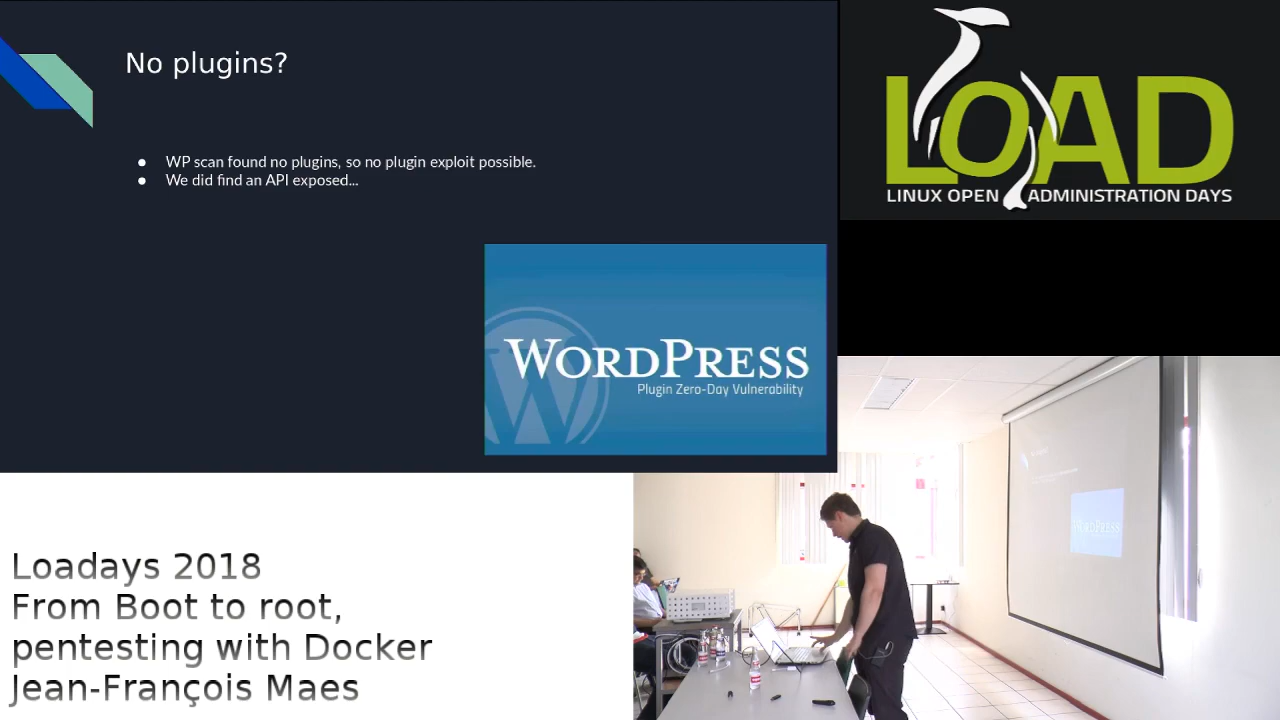 No plugins?
● WP scan found no plugins, so no plugin exploit possible.
● We did find an API exposed...
WORDPRESS
Plugin Zero-Day Vulnerability
LOAD
LINUX OPEN ADMINISTRATION DAYS
WORDPRESS
Loadays 2018
From Boot to root,
pentesting with Docker
Jean-François Maes